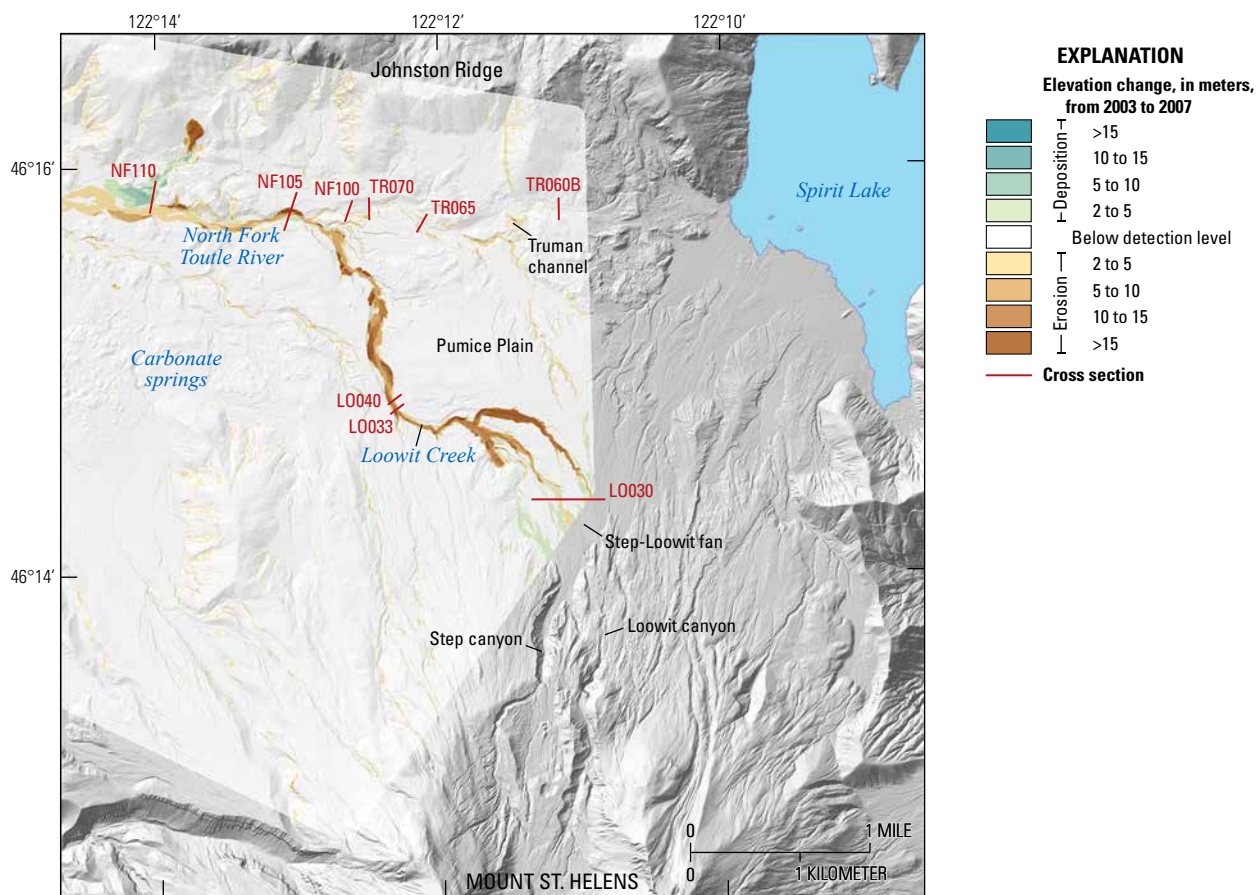 122°14′
122°12′
122°10′
Johnston Ridge
46°16′
NF110
NF105
NF100
TR070
TR065
TR060B
Spirit Lake
North Fork
Toutle River
Truman
channel
Carbonate
springs
Pumice Plain
LO040
LO033
Loowit Creek
LO030
Step-Loowit fan
46°14′
Step canyon
Loowit canyon
0
1 MILE
0
1 KILOMETER
MOUNT ST. HELENS
EXPLANATION
Elevation change, in meters,
from 2003 to 2007
Deposition
>15
10 to 15
5 to 10
2 to 5
Below detection level
Erosion
2 to 5
5 to 10
10 to 15
>15
Cross section